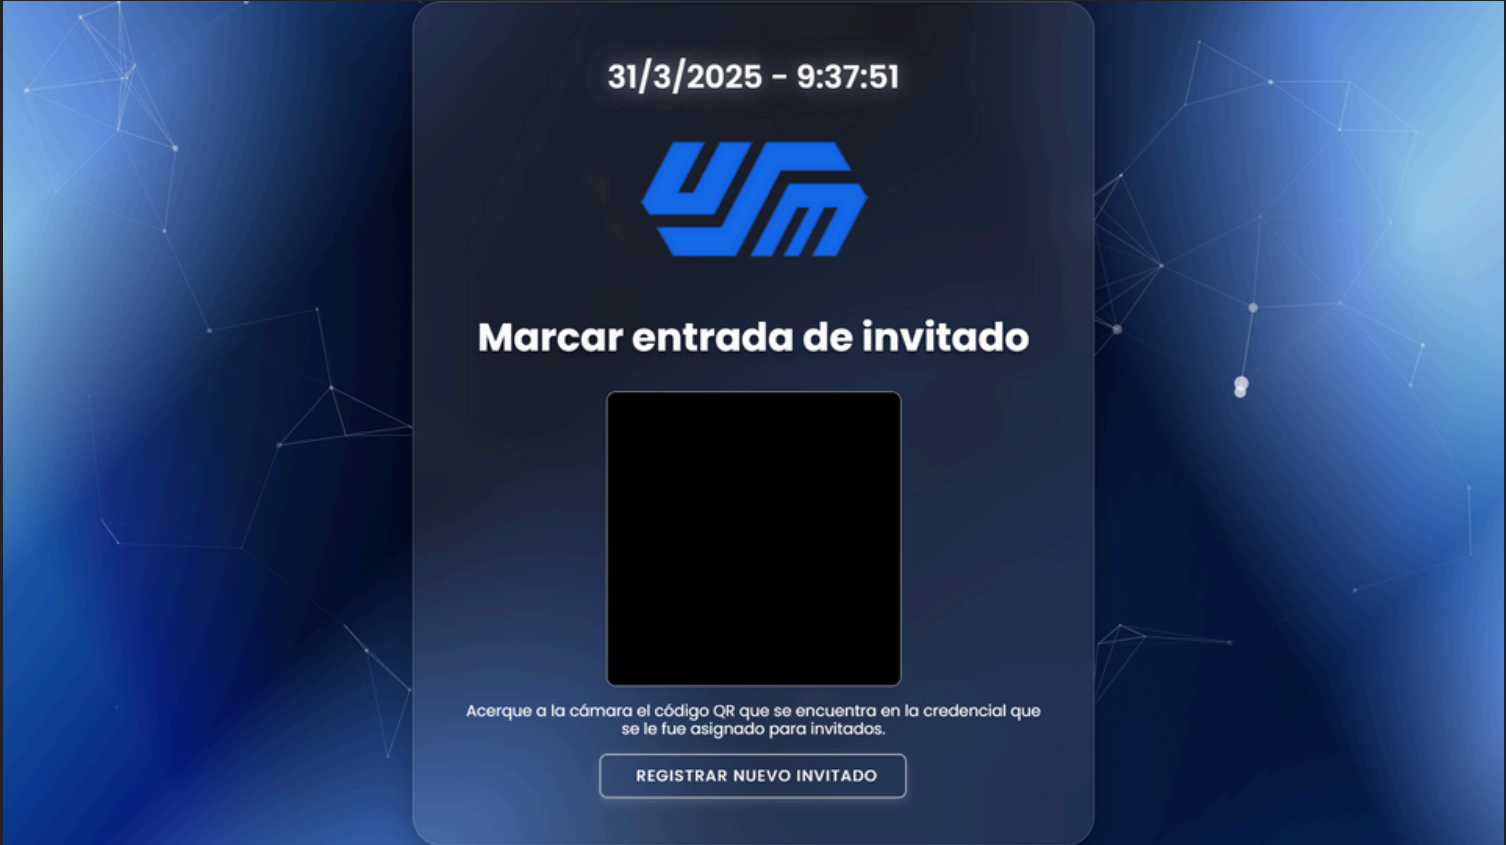 31/3/2025 - 9:37:51
usm
Marcar entrada de invitado
Acerque a la cámara el código QR que se encuentra en la credencial que
se le fue asignado para invitados.
REGISTRAR NUEVO INVITADO